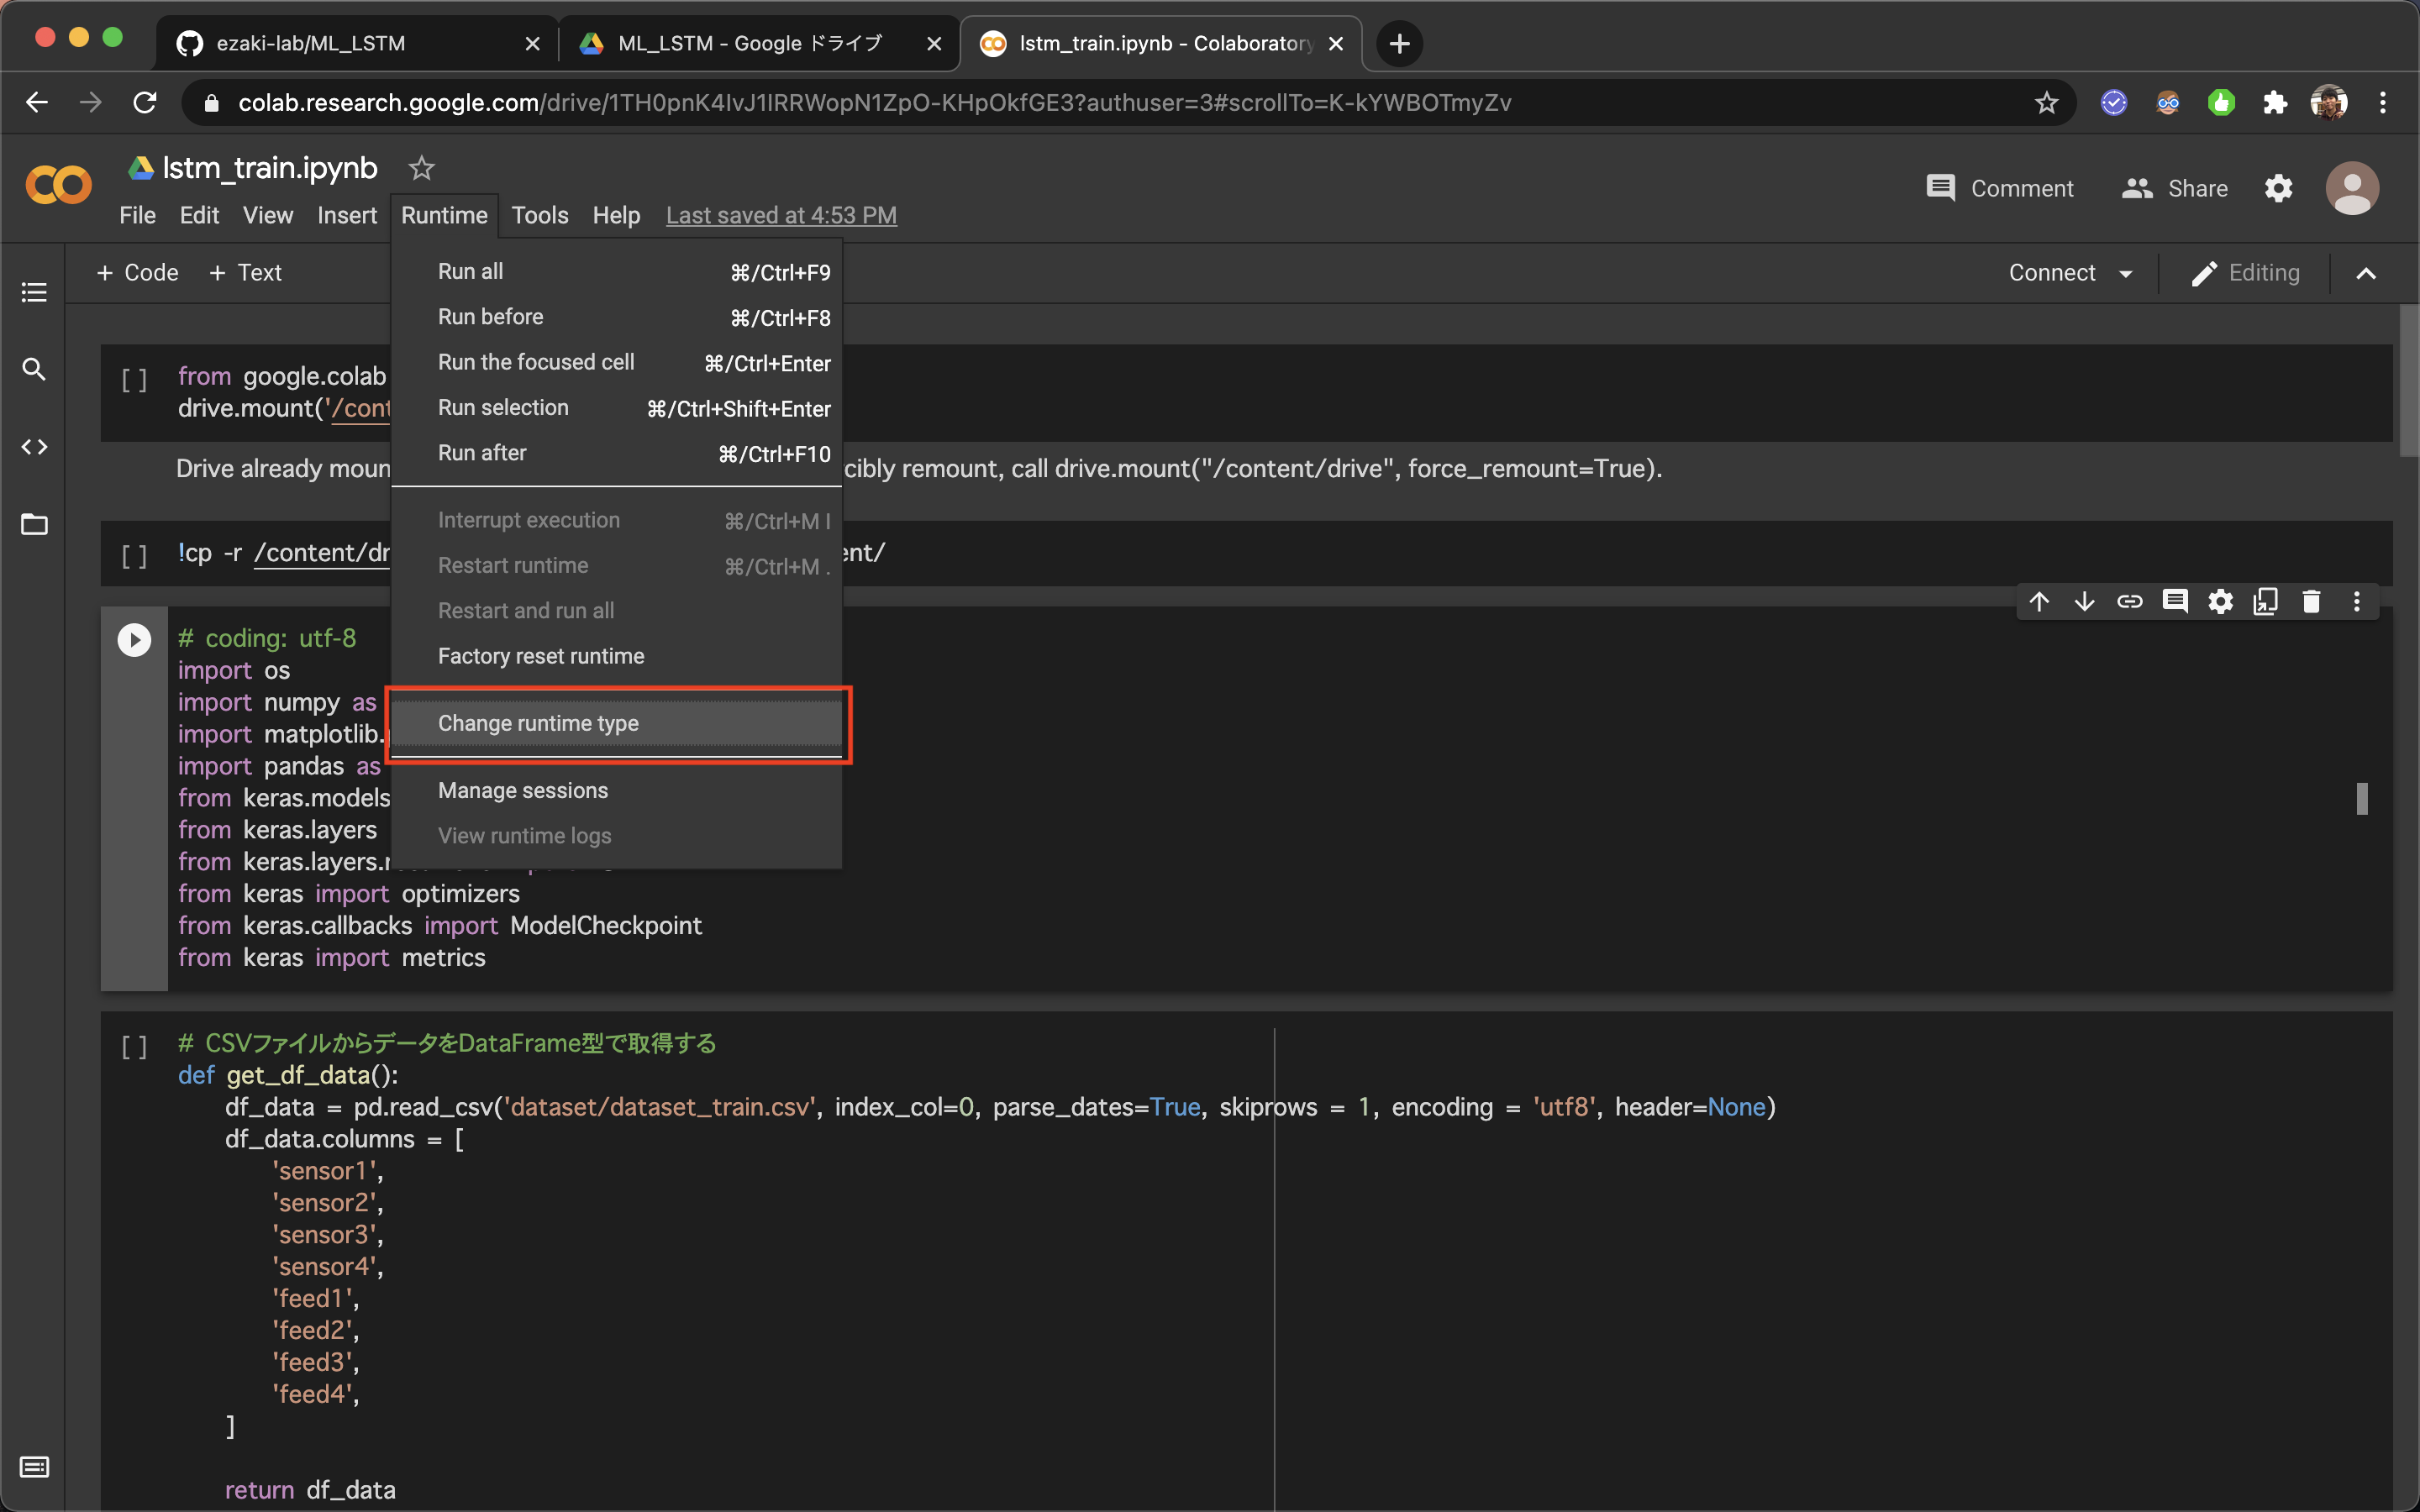 ezaki-lab/ML_LSTM
ML_LSTM - Google ドライブ
lstm_train.ipynb - Colaboratory
colab.research.google.com/drive/1TH0pnK4IvJ1IRRWopN1ZpO-KHpOkfGE3?authuser=3#scrollTo=K-kYWBOTmyZv
lstm_train.ipynb
Comment
Share
File Edit View Insert Runtime Tools Help Last saved at 4:53 PM
+ Code + Text
Connect
Editing
Run all ⌘/Ctrl+F9
Run before ⌘/Ctrl+F8
Run the focused cell ⌘/Ctrl+Enter
Run selection ⌘/Ctrl+Shift+Enter
Run after ⌘/Ctrl+F10
Interrupt execution ⌘/Ctrl+M I
Restart runtime ⌘/Ctrl+M .
Restart and run all
Factory reset runtime
Change runtime type
Manage sessions
View runtime logs
[ ] from google.colab
drive.mount('/cont
Drive already moun cibly remount, call drive.mount("/content/drive", force_remount=True).
[ ] !cp -r /content/dr ent/
# coding: utf-8
import os
import numpy as
import matplotlib.
import pandas as
from keras.models
from keras.layers
from keras.layers.r
from keras import optimizers
from keras.callbacks import ModelCheckpoint
from keras import metrics
[ ] # CSVファイルからデータをDataFrame型で取得する
def get_df_data():
df_data = pd.read_csv('dataset/dataset_train.csv', index_col=0, parse_dates=True, skiprows = 1, encoding = 'utf8', header=None)
df_data.columns = [
'sensor1',
'sensor2',
'sensor3',
'sensor4',
'feed1',
'feed2',
'feed3',
'feed4',
]
return df_data